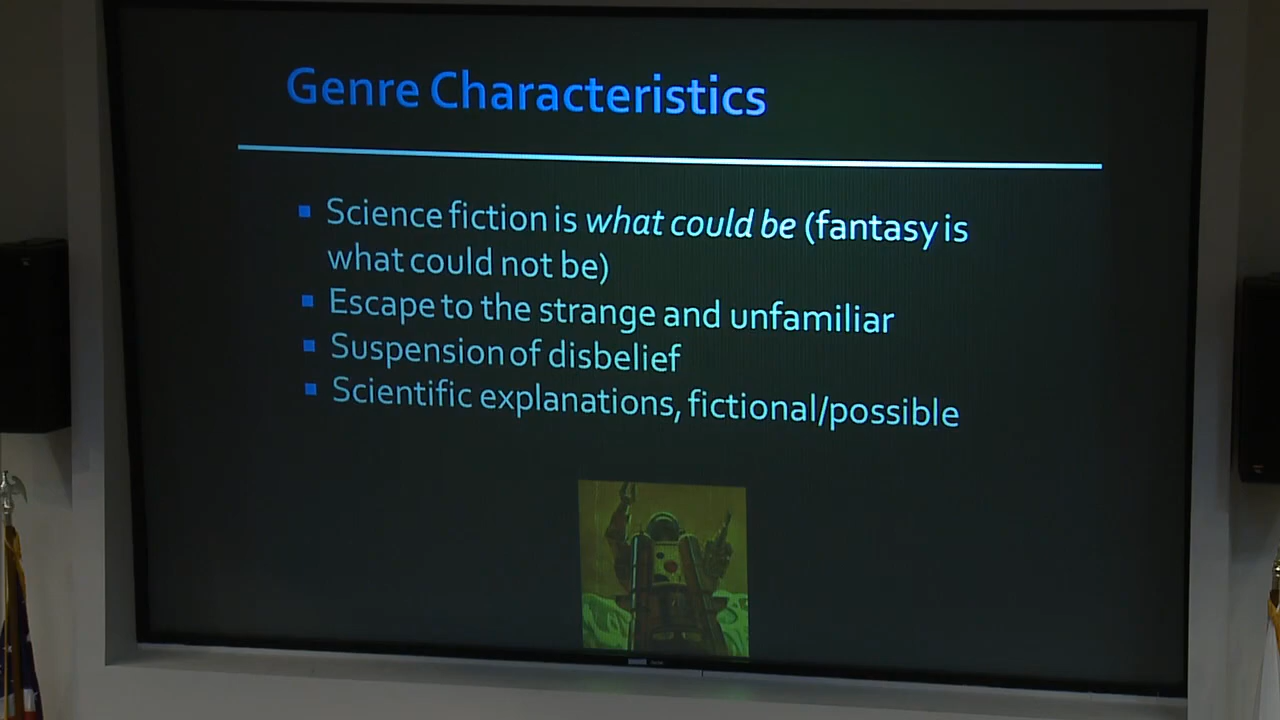 Genre Characteristics
Science fiction is what could be (fantasy is
what could not be)
Escape to the strange and unfamiliar
Suspension of disbelief
Scientific explanations, fictional/possible